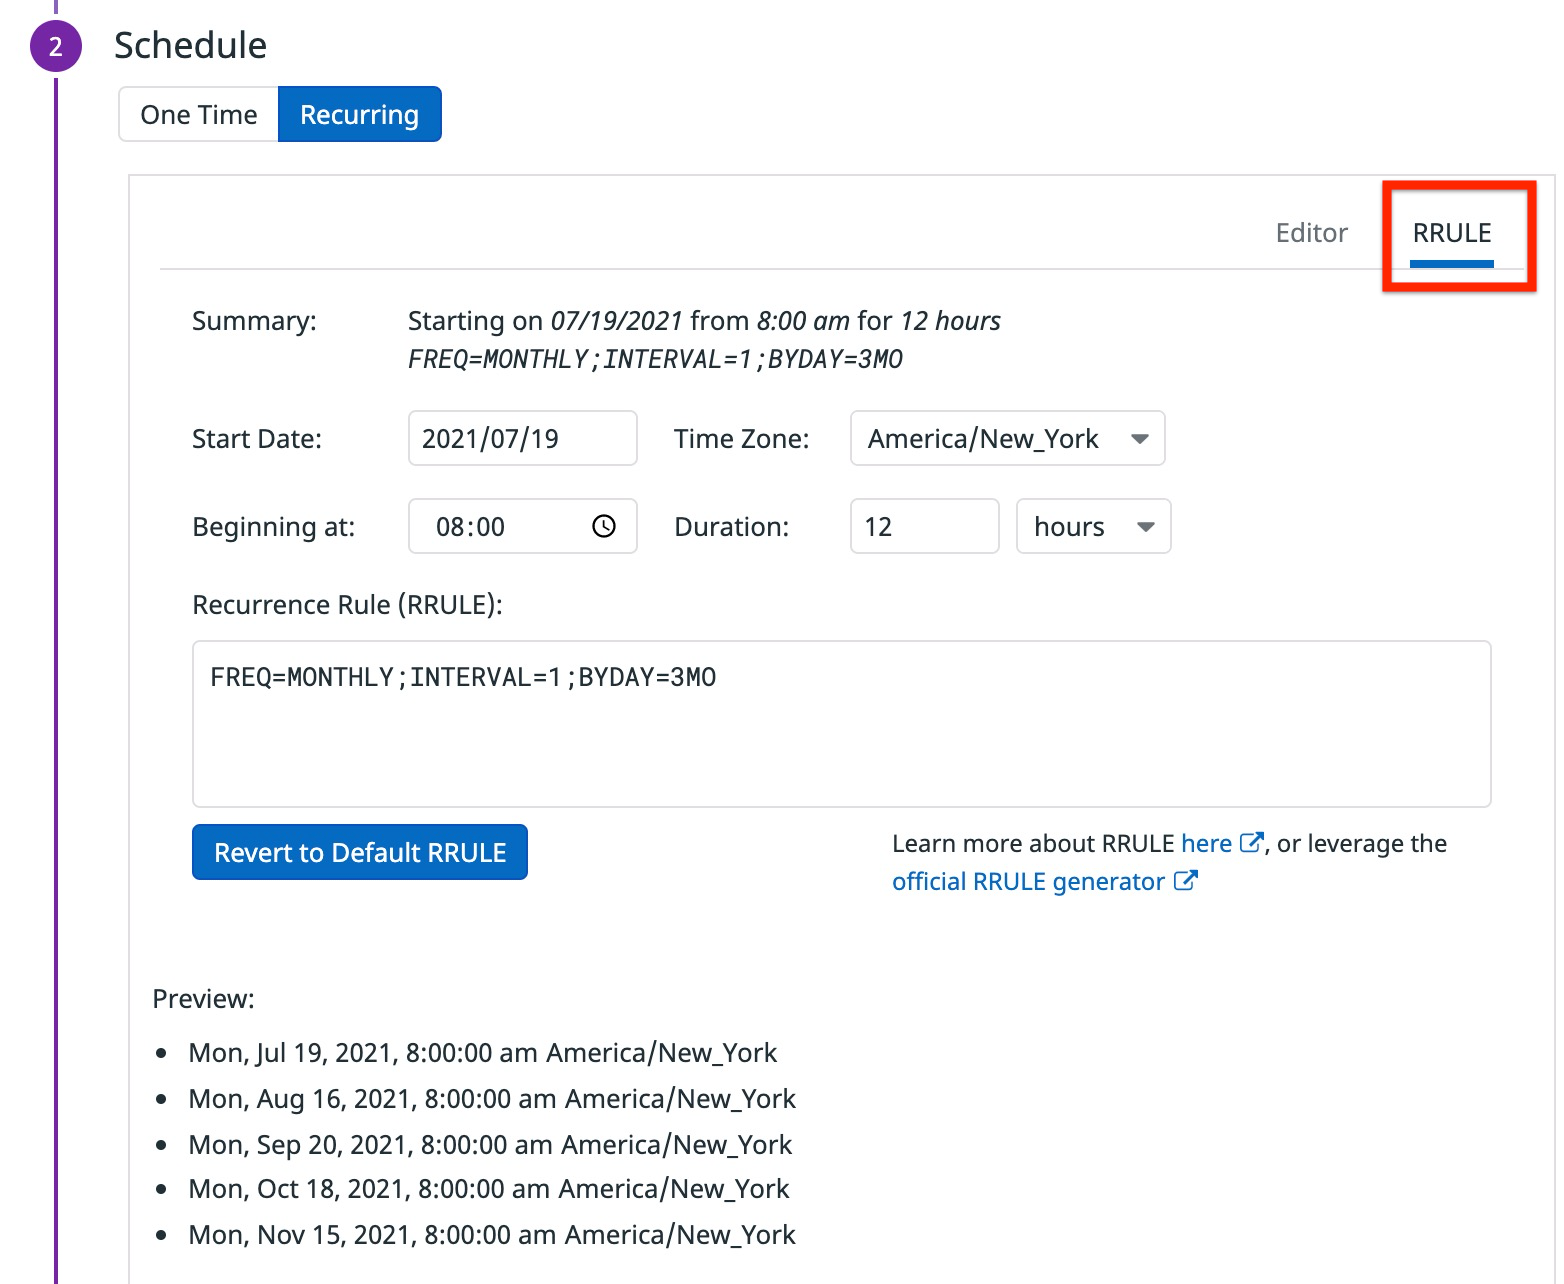 2
Schedule
One Time
Recurring
Editor
RRULE
Summary:
Starting on 07/19/2021 from 8:00 am for 12 hours
FREQ=MONTHLY;INTERVAL=1;BYDAY=3MO
Start Date:
2021/07/19
Time Zone:
America/New_York
Beginning at:
08:00
Duration:
12
hours
Recurrence Rule (RRULE):
FREQ=MONTHLY;INTERVAL=1;BYDAY=3MO
Revert to Default RRULE
Learn more about RRULE here , or leverage the
official RRULE generator
Preview:
• Mon, Jul 19, 2021, 8:00:00 am America/New_York
• Mon, Aug 16, 2021, 8:00:00 am America/New_York
• Mon, Sep 20, 2021, 8:00:00 am America/New_York
• Mon, Oct 18, 2021, 8:00:00 am America/New_York
• Mon, Nov 15, 2021, 8:00:00 am America/New_York